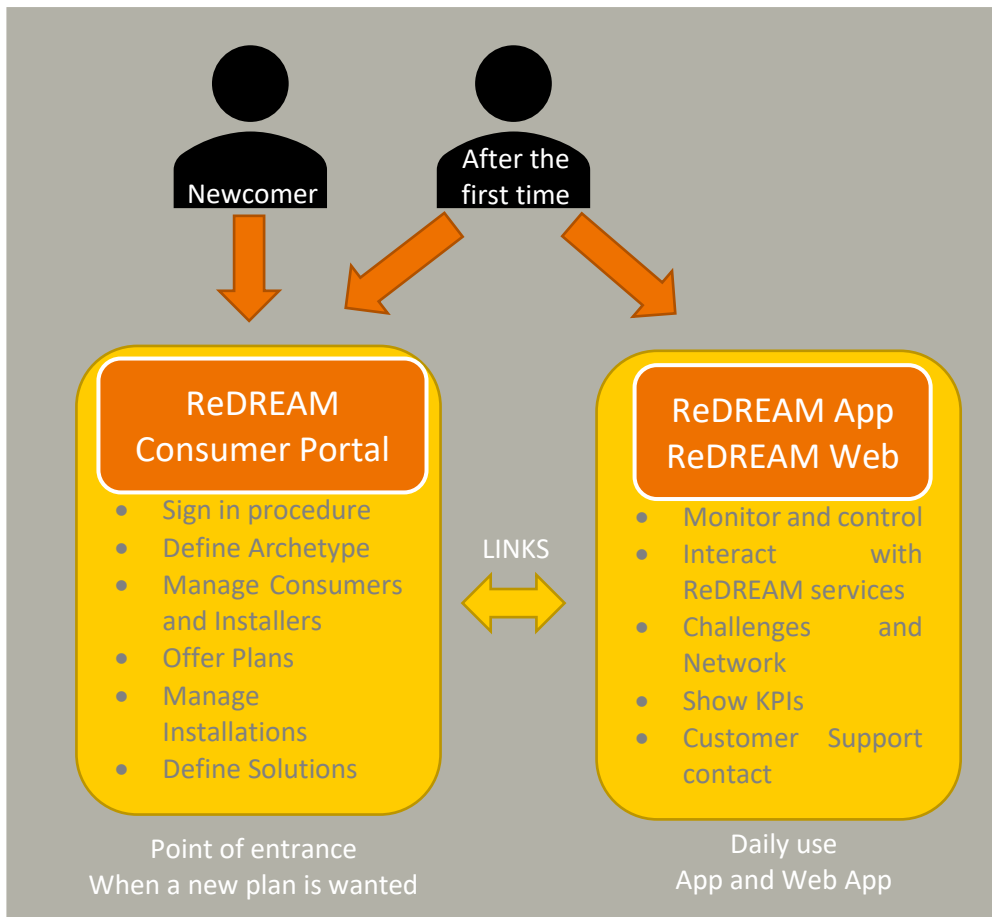 Newcomer
After the
first time
ReDREAM
Consumer Portal
• Sign in procedure
• Define Archetype
• Manage Consumers
and Installers
• Offer Plans
• Manage
Installations
• Define Solutions
LINKS
ReDREAM App
ReDREAM Web
• Monitor and control
• Interact with
ReDREAM services
• Challenges and
Network
• Show KPIs
• Customer Support
contact
Point of entrance
When a new plan is wanted
Daily use
App and Web App